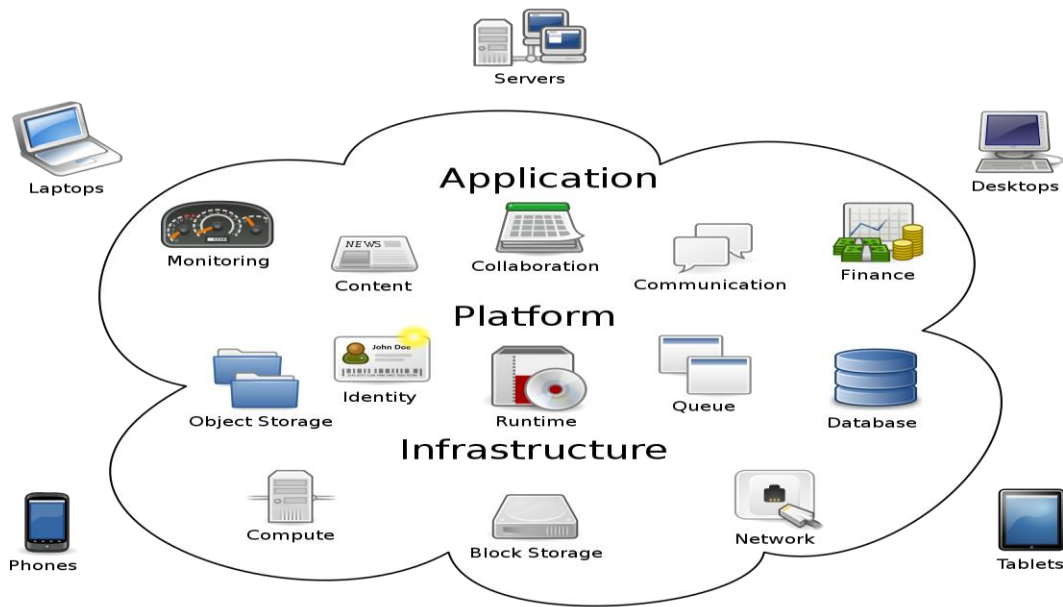 Servers
Laptops
Desktops
Application
Monitoring
NEWS
Content
Collaboration
Communication
Finance
Platform
Object Storage
John Doe
Identity
Runtime
Queue
Database
Infrastructure
Compute
Block Storage
Network
Phones
Tablets